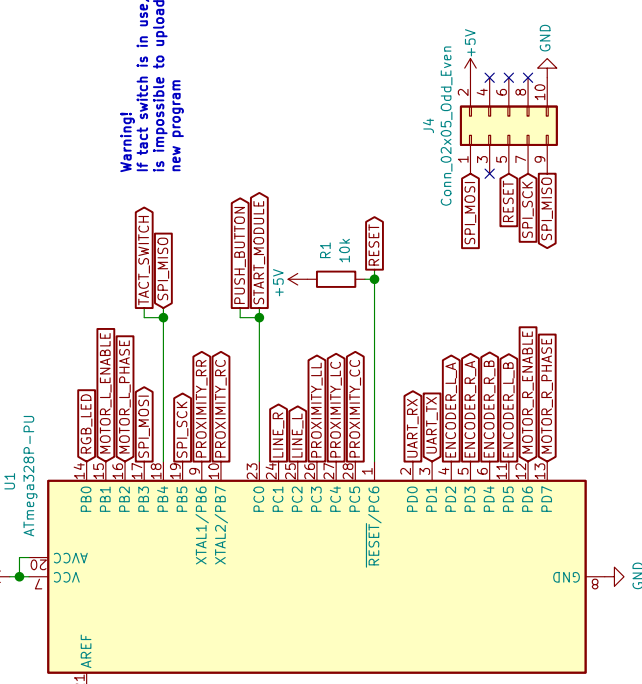 Warning!
If tact switch is in use,
is impossible to upload
new program
J4
Conn_02x05_Odd_Even
+5V
GND
2
4
6
8
10
1
3
5
7
9
SPI_MOSI
RESET
SPI_SCK
SPI_MISO
TACT_SWITCH
SPI_MISO
PUSH_BUTTON
START_MODULE
+5V
R1
10k
RESET
RGB_LED
MOTOR_L_ENABLE
MOTOR_L_PHASE
SPI_MOSI
SPI_SCK
PROXIMITY_RR
PROXIMITY_RC
LINE_R
LINE_L
PROXIMITY_LL
PROXIMITY_LC
PROXIMITY_CC
UART_RX
UART_TX
ENCODER_L_A
ENCODER_R_A
ENCODER_R_B
ENCODER_L_B
MOTOR_R_ENABLE
MOTOR_R_PHASE
14
15
16
17
18
19
9
10
23
24
25
26
27
28
1
2
3
4
5
6
11
12
13
U1
ATmega328P-PU
PB0
PB1
PB2
PB3
PB4
PB5
XTAL1/PB6
XTAL2/PB7
PC0
PC1
PC2
PC3
PC4
PC5
RESET/PC6
PD0
PD1
PD2
PD3
PD4
PD5
PD6
PD7
20
AVCC
7
VCC
GND
8
GND
AREF